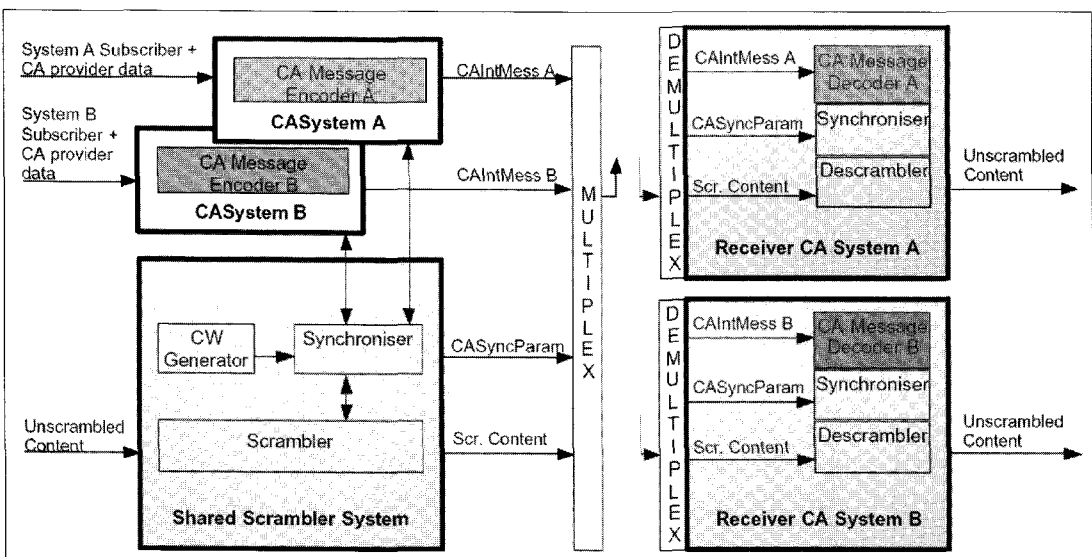 System A Subscriber +
CA provider data
CA Message
Encoder A
CASystem A
CAIntMess A
System B
Subscriber +
CA provider
data
CA Message
Encoder B
CASystem B
CAIntMess B
CW
Generator
Synchroniser
CASyncParam
Unscrambled
Content
Scrambler
Scr. Content
Shared Scrambler System
MULTIPLEX
DEMULTIPLEX
CAIntMess A
CA Message
Decoder A
CASyncParam
Synchroniser
Scr. Content
Descrambler
Unscrambled
Content
Receiver CA System A
DEMULTIPLEX
CAIntMess B
CA Message
Decoder B
CASyncParam
Synchroniser
Scr. Content
Descrambler
Unscrambled
Content
Receiver CA System B